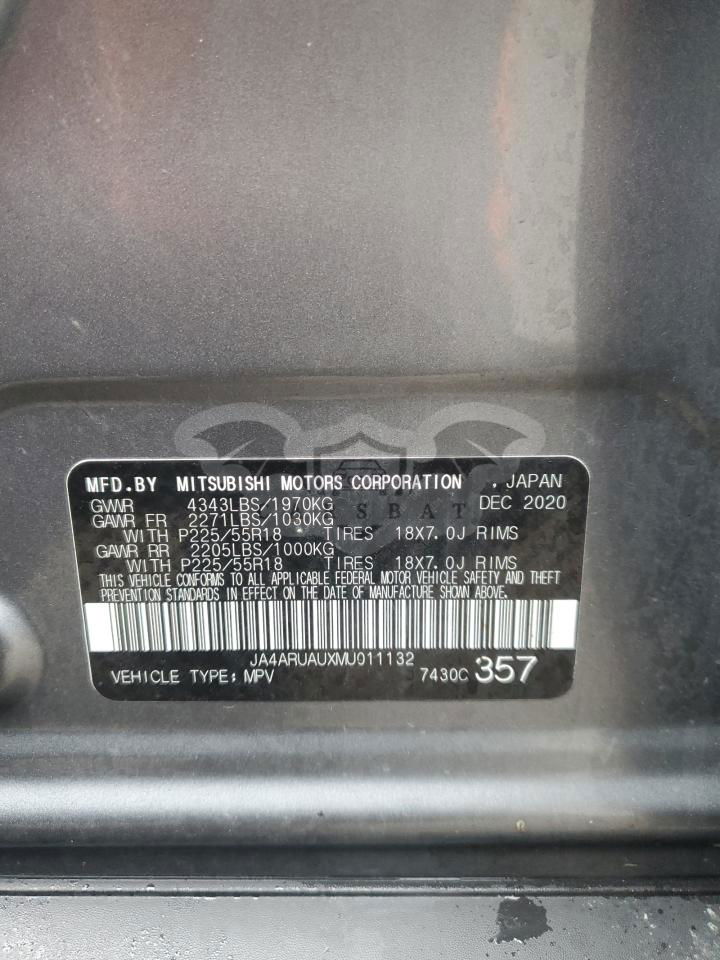 MFD.BY MITSUBISHI MOTORS CORPORATION , JAPAN
GVWR 4343LBS/1970KG DEC 2020
GAWR FR 2271LBS/1030KG
WITH P225/55R18 TIRES 18X7.0J RIMS
GAWR RR 2205LBS/1000KG
WITH P225/55R18 TIRES 18X7.0J RIMS
THIS VEHICLE CONFORMS TO ALL APPLICABLE FEDERAL MOTOR VEHICLE SAFETY AND THEFT
PREVENTION STANDARDS IN EFFECT ON THE DATE OF MANUFACTURE SHOWN ABOVE.
JA4ARUAUXMU011132
VEHICLE TYPE: MPV 7430C 357